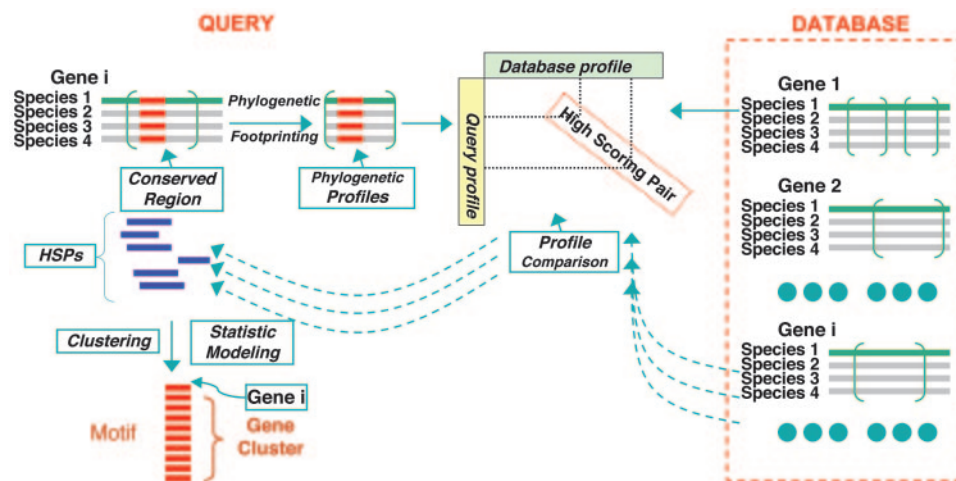 QUERY
DATABASE
Gene i
Species 1
Species 2
Species 3
Species 4
Phylogenetic
Footprinting
Conserved
Region
Phylogenetic
Profiles
Database profile
Query profile
High Scoring Pair
Profile
Comparison
HSPs
Clustering
Statistic
Modeling
Gene i
Motif
Gene
Cluster
Gene 1
Species 1
Species 2
Species 3
Species 4
Gene 2
Species 1
Species 2
Species 3
Species 4
Gene i
Species 1
Species 2
Species 3
Species 4